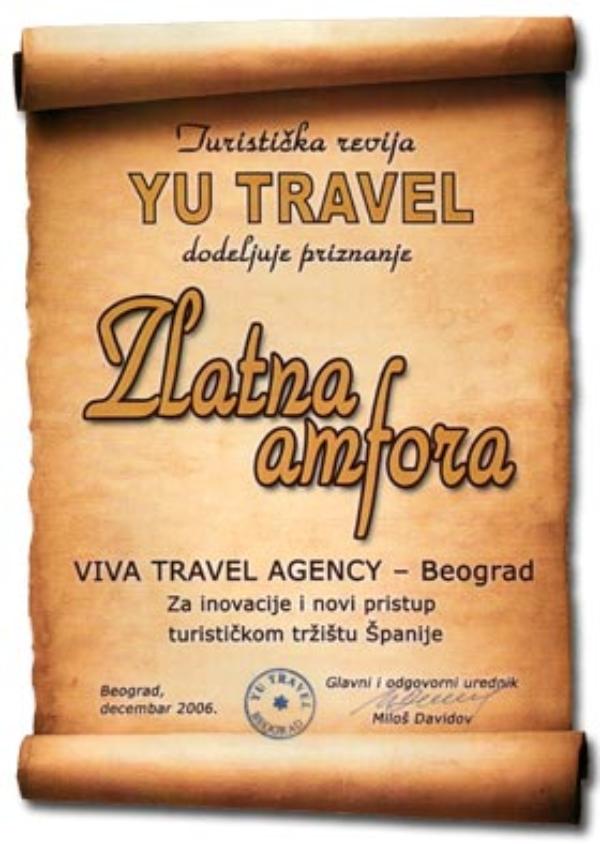 Turistička revija
YU TRAVEL
dodeljuje priznanje
Zlatna
amfora
VIVA TRAVEL AGENCY – Beograd
Za inovacije i novi pristup
turističkom tržištu Španije
Beograd,
decembar 2006.
YU TRAVEL
BEOGRAD
Glavni i odgovorni urednik
Miloš Davidov